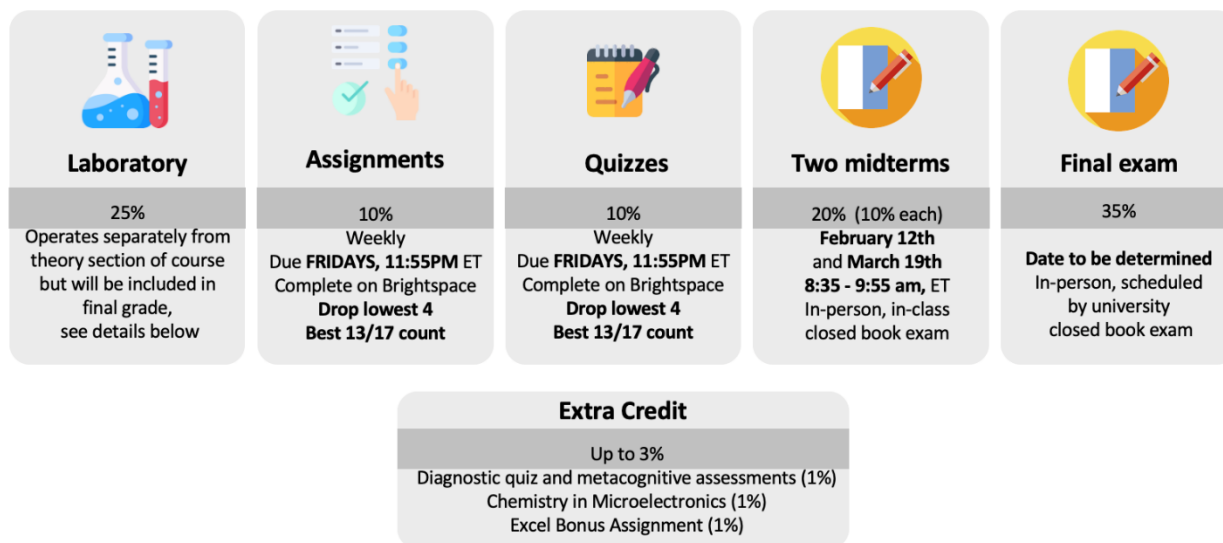 Laboratory
25%
Operates separately from
theory section of course
but will be included in
final grade,
see details below
Assignments
10%
Weekly
Due FRIDAYS, 11:55PM ET
Complete on Brightspace
Drop lowest 4
Best 13/17 count
Quizzes
10%
Weekly
Due FRIDAYS, 11:55PM ET
Complete on Brightspace
Drop lowest 4
Best 13/17 count
Two midterms
20% (10% each)
February 12th
and March 19th
8:35 - 9:55 am, ET
In-person, in-class
closed book exam
Final exam
35%
Date to be determined
In-person, scheduled
by university
closed book exam
Extra Credit
Up to 3%
Diagnostic quiz and metacognitive assessments (1%)
Chemistry in Microelectronics (1%)
Excel Bonus Assignment (1%)